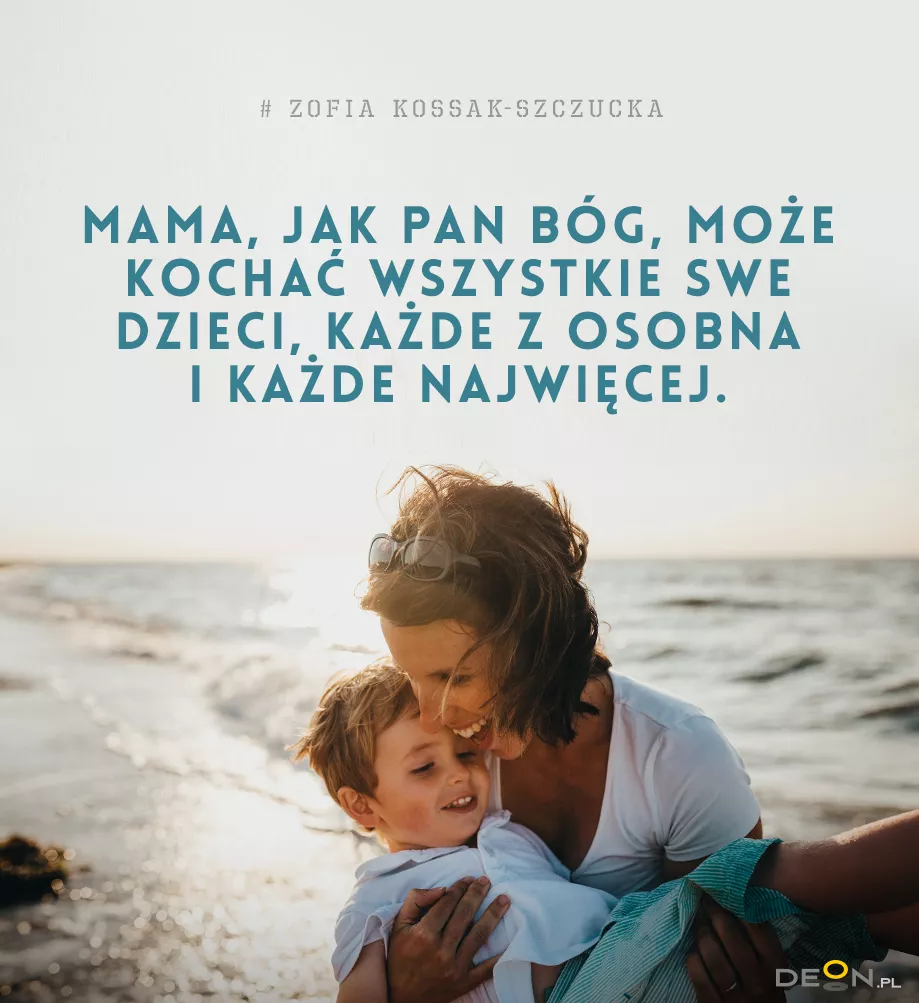 # ZOFIA KOSSAK-SZCZUCKA
MAMA, JAK PAN BÓG, MOŻE
KOCHAĆ WSZYSTKIE SWE
DZIECI, KAŻDE Z OSOBNA
I KAŻDE NAJWIĘCEJ.
DEON.PL